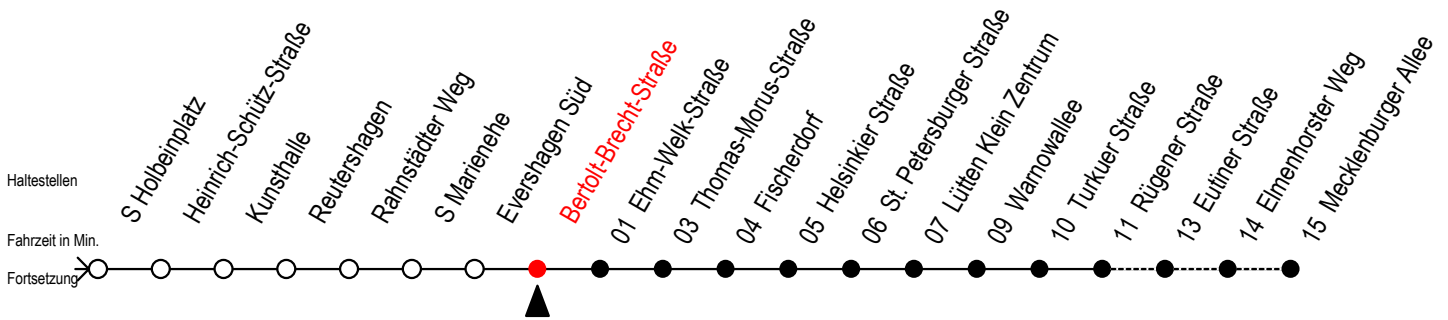 Haltestellen
S Holbeinplatz
Heinrich-Schütz-Straße
Kunsthalle
Reutershagen
Rahnstädter Weg
S Marienehe
Evershagen Süd
Bertolt-Brecht-Straße
01 Ehm-Welk-Straße
03 Thomas-Morus-Straße
04 Fischerdorf
05 Helsinkier Straße
06 St. Petersburger Straße
07 Lütten Klein Zentrum
09 Warnowallee
10 Turkuer Straße
11 Rügener Straße
13 Eutiner Straße
14 Elmenhorster Weg
15 Mecklenburger Allee
Fahrzeit in Min.
Fortsetzung